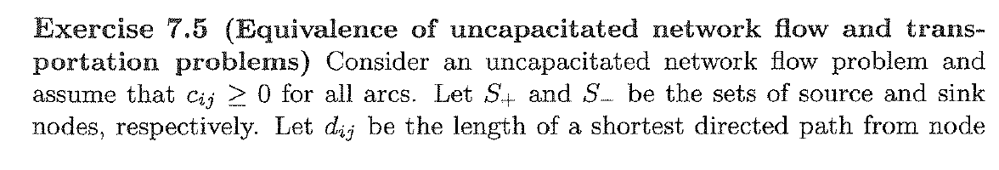 Exercise 7.5 (Equivalence of uncapacitated network flow and trans-
portation problems) Consider an uncapacitated network flow problem and
assume that c_{ij} ≥ 0 for all arcs. Let S_+ and S_- be the sets of source and sink
nodes, respectively. Let d_{ij} be the length of a shortest directed path from node